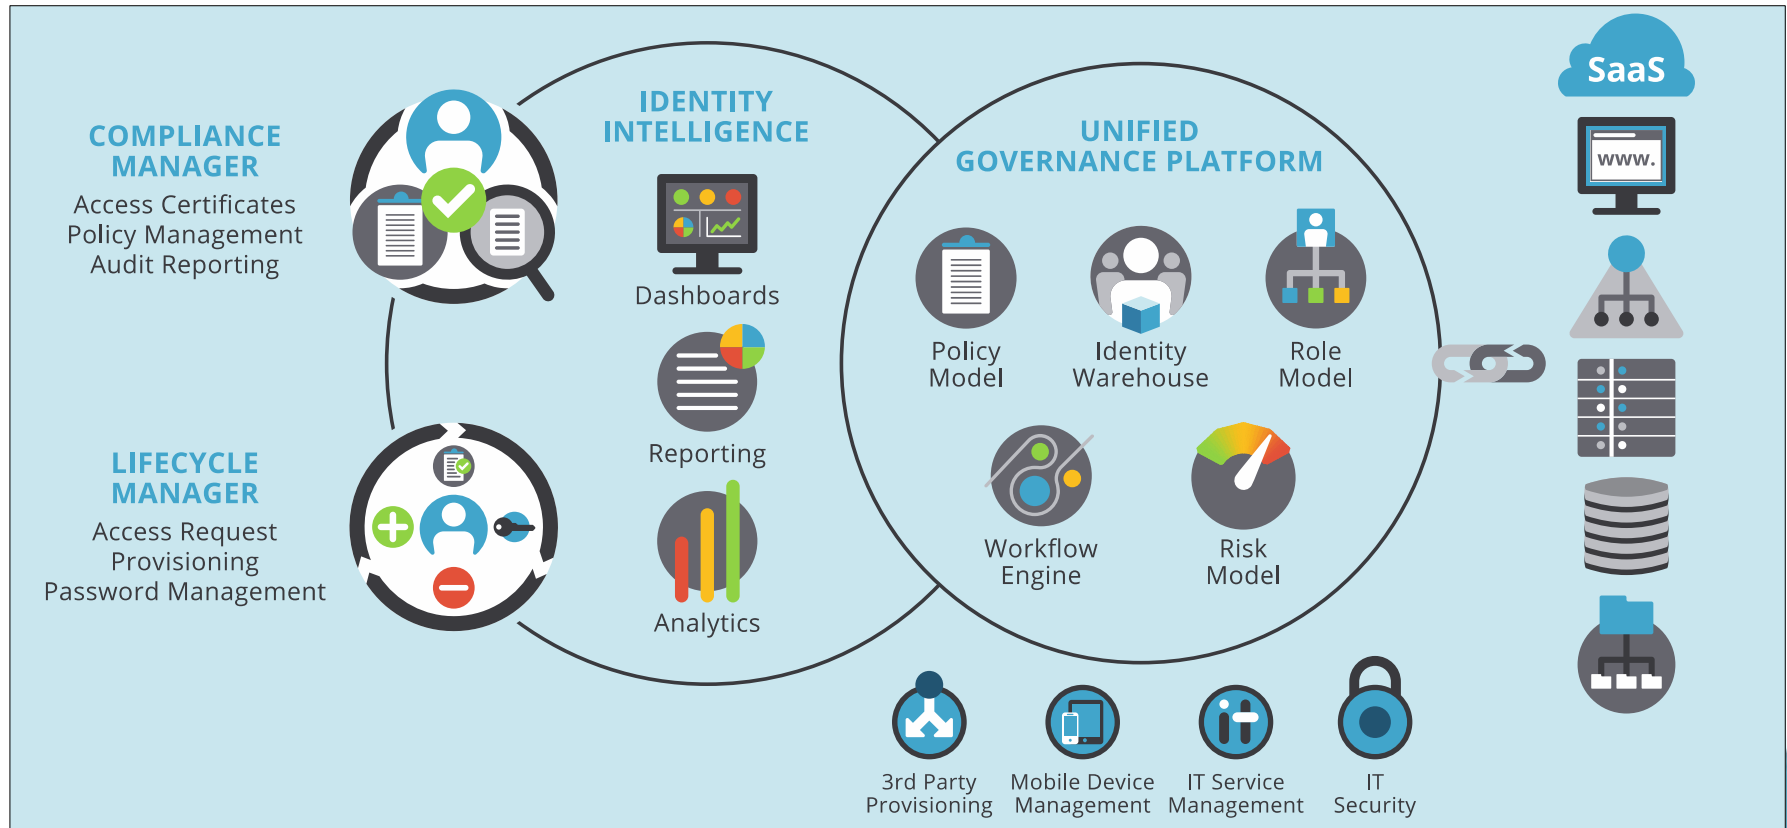 COMPLIANCE
MANAGER
Access Certificates
Policy Management
Audit Reporting
LIFECYCLE
MANAGER
Access Request
Provisioning
Password Management
IDENTITY
INTELLIGENCE
Dashboards
Reporting
Analytics
UNIFIED
GOVERNANCE PLATFORM
Policy
Model
Identity
Warehouse
Role
Model
Workflow
Engine
Risk
Model
3rd Party
Provisioning
Mobile Device
Management
it
IT Service
Management
IT
Security
SaaS
www.